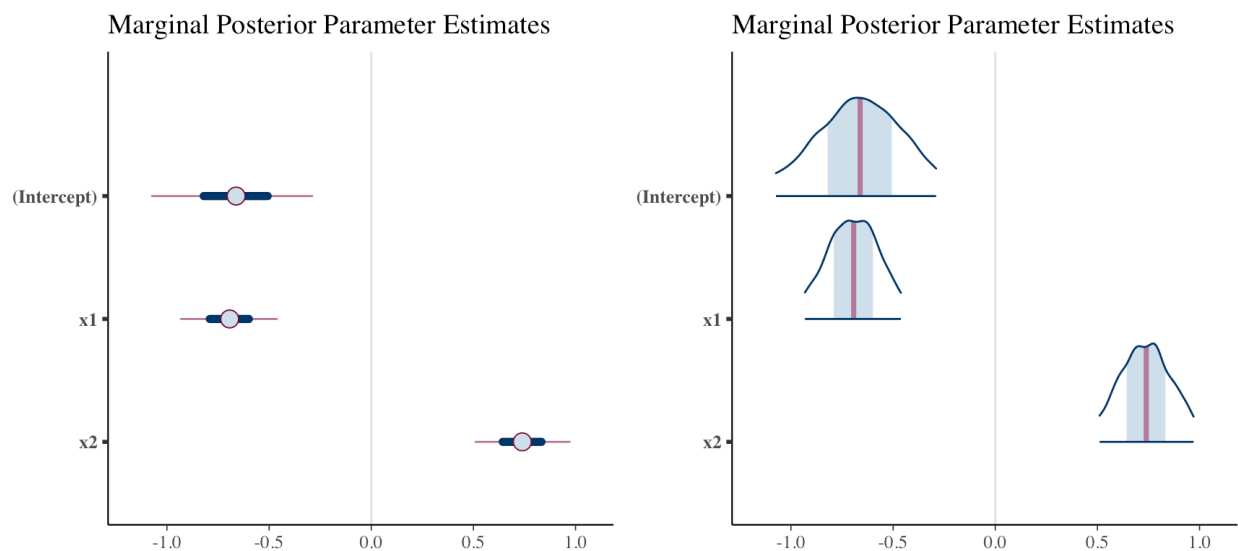 Marginal Posterior Parameter Estimates
(Intercept)
x1
x2
-1.0 -0.5 0.0 0.5 1.0
Marginal Posterior Parameter Estimates
(Intercept)
x1
x2
-1.0 -0.5 0.0 0.5 1.0